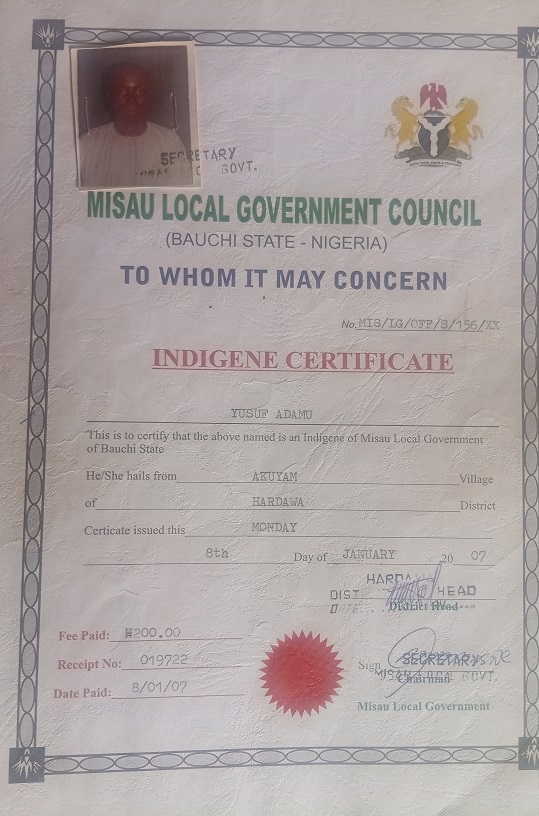 SECRETARY
GOVT.
MISAU LOCAL GOVERNMENT COUNCIL
(BAUCHI STATE - NIGERIA)
TO WHOM IT MAY CONCERN
No. MIS/LG/OFF/S/156/XX
INDIGENE CERTIFICATE
YUSUF ADAMU
This is to certify that the above named is an Indigene of Misau Local Government
of Bauchi State
He/She hails from AKUYAM Village
of HARDAWA District
Certicate issued this MONDAY
8th Day of JANUARY 20 07
HARDA
DIST HEAD
District Head
Fee Paid: ₦200.00
Receipt No: 019722
Date Paid: 8/01/07
Sign SECRETARY
GOVT.
Chairman
Misau Local Government